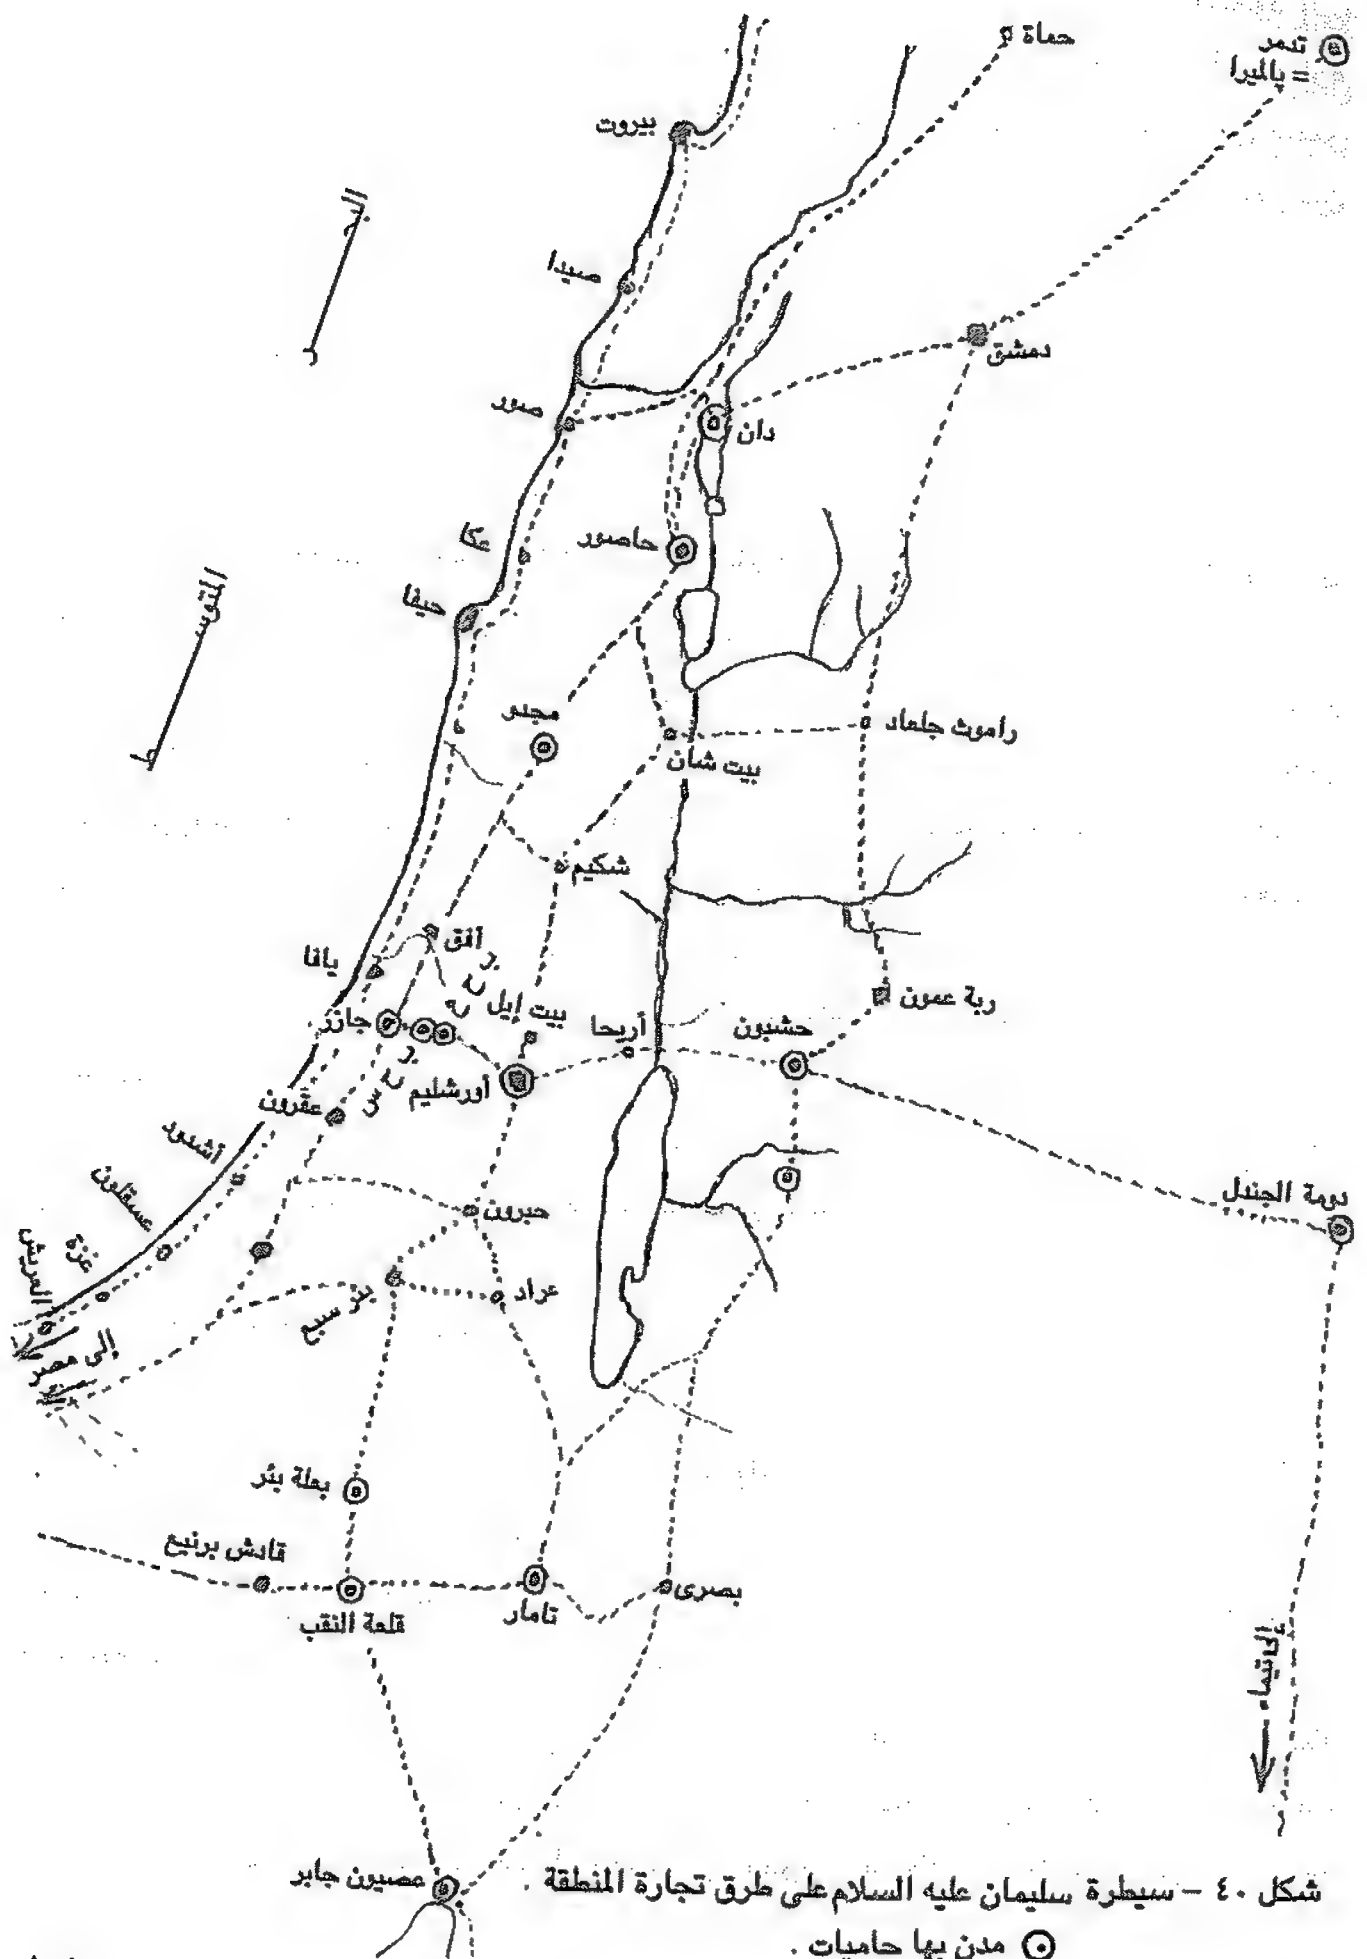 حماة
تدمر
= بالميرا
بيروت
البحر
صيدا
دمشق
صور
دان
عكا
حاصور
حيفا
المتوسط
مجدو
راموث جلعاد
بيت شان
شكيم
أفق
يافا
ربة عمون
بيت إيل
جازر
أريحا
حشبون
أورشليم
عقرون
أشدود
عسقلون
حبرون
دومة الجندل
غزة
العريش
بئر سبع
عراد
إلى مصر
بعلة بئر
قادش برنيع
قلعة النقب
تامار
بصرى
إلى تيماء
عصيون جابر
شكل ٤٠ – سيطرة سليمان عليه السلام على طرق تجارة المنطقة .
مدن بها حاميات .